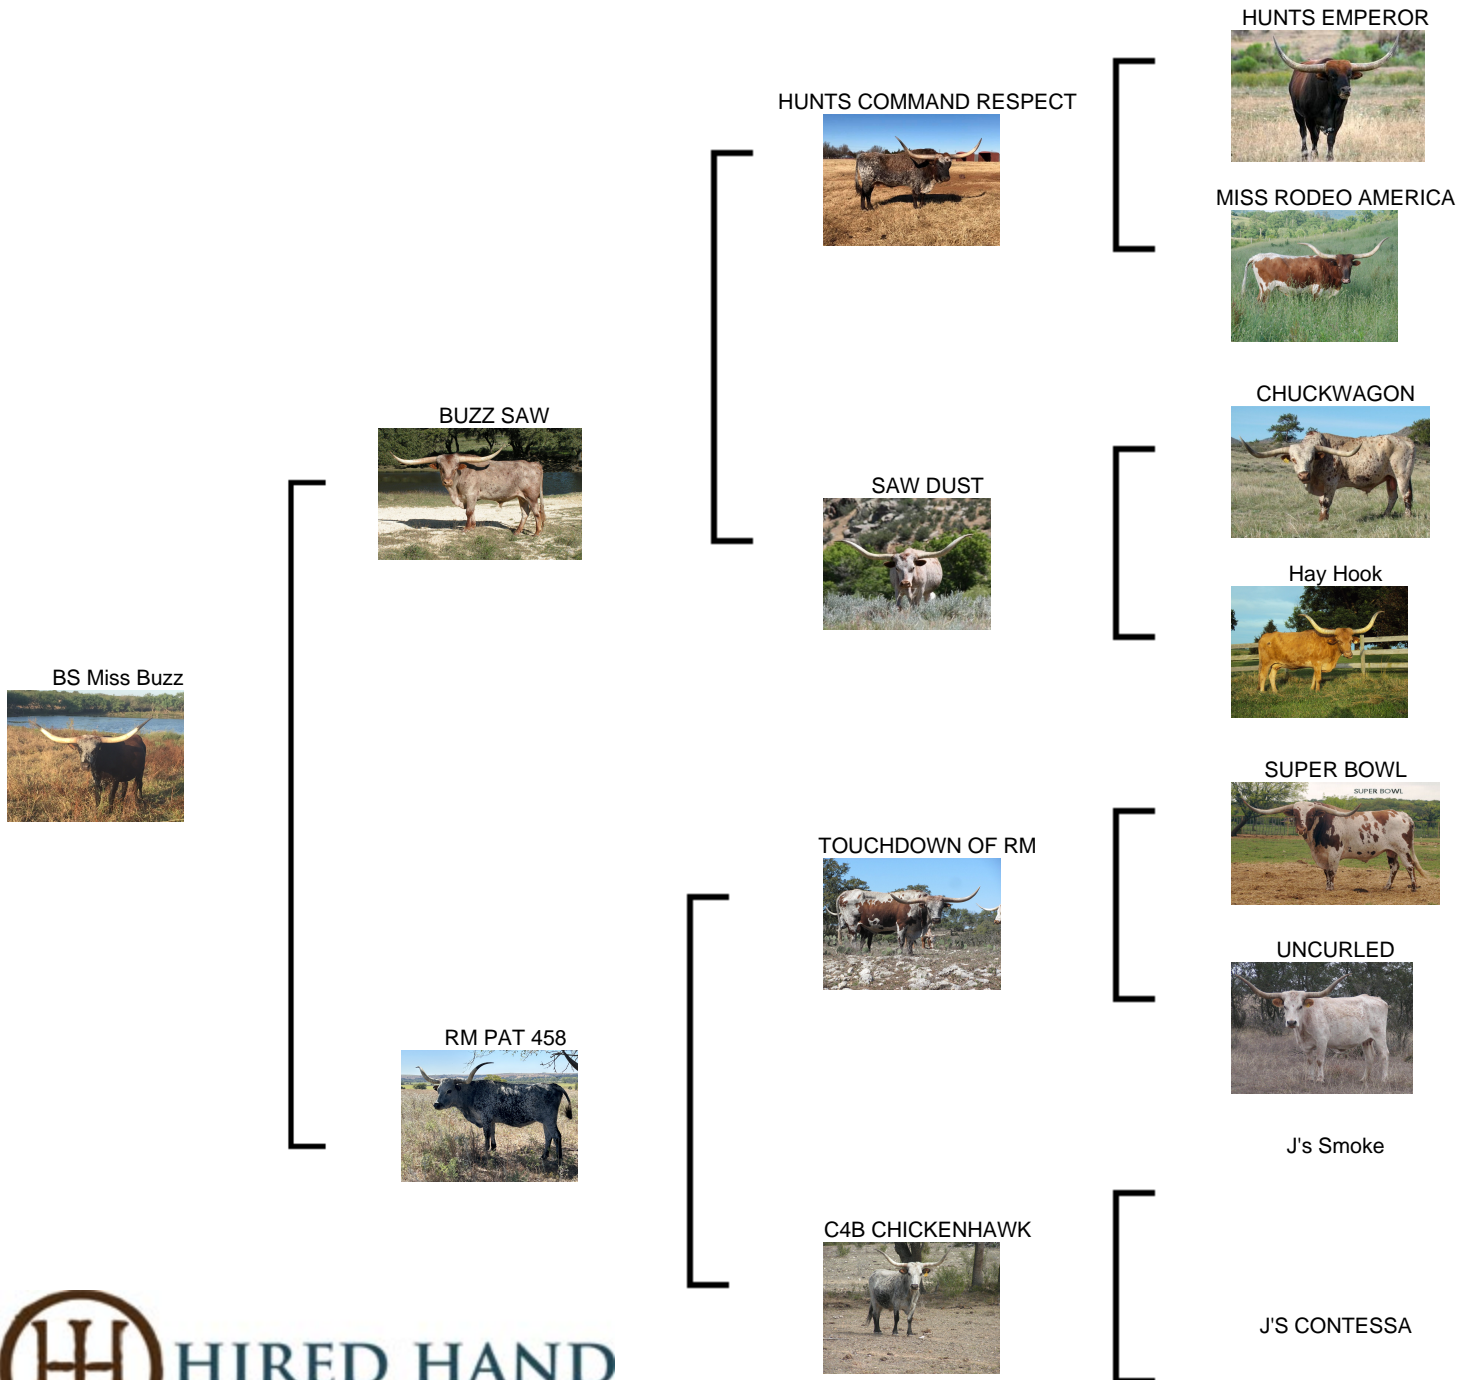 HUNTS EMPEROR
HUNTS COMMAND RESPECT
MISS RODEO AMERICA
CHUCKWAGON
BUZZ SAW
SAW DUST
Hay Hook
BS Miss Buzz
SUPER BOWL
SUPER BOWL
TOUCHDOWN OF RM
UNCURLED
RM PAT 458
J's Smoke
C4B CHICKENHAWK
J'S CONTESSA
HIRED HAND